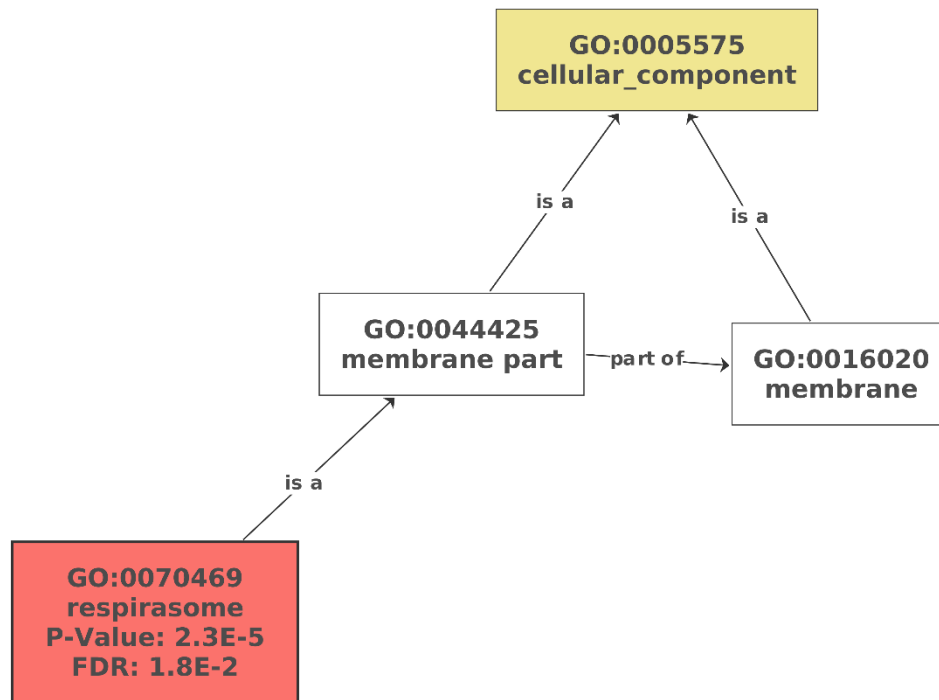 GO:0005575
cellular_component
is a
is a
GO:0044425
membrane part
part of
GO:0016020
membrane
is a
GO:0070469
respirasome
P-Value: 2.3E-5
FDR: 1.8E-2